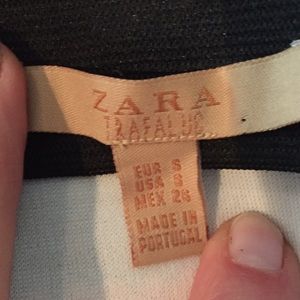 ZARA
TRAFALUC
EUR S
USA S
MEX 26
MADE IN
PORTUGAL